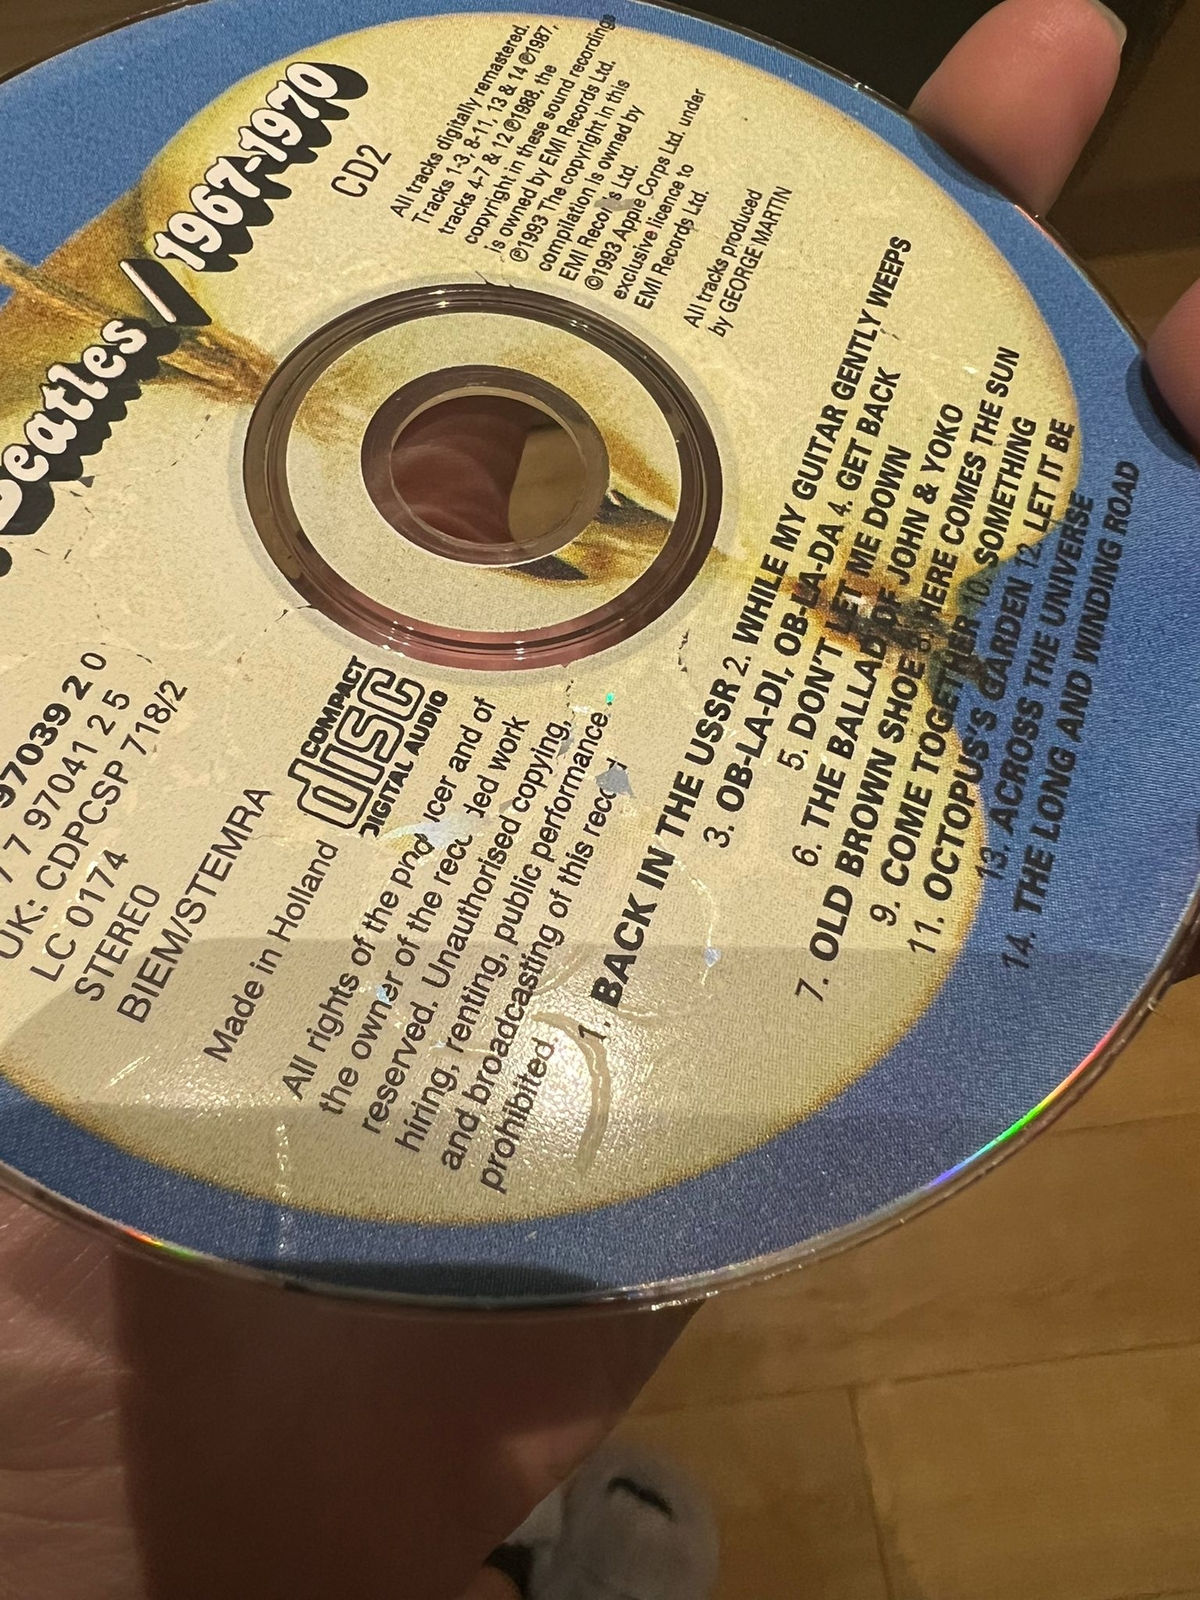 Beatles / 1967-1970
CD2
All tracks digitally remastered.
Tracks 1-3, 8-11, 13 & 14 ℗1987,
tracks 4-7 & 12 ℗1988, the
copyright in these sound recordings
is owned by EMI Records Ltd.
℗1993 The copyright in this
compilation is owned by
EMI Records Ltd.
©1993 Apple Corps Ltd. under
exclusive licence to
EMI Records Ltd.
All tracks produced
by GEORGE MARTIN
97039 2 0
7 7 97041 2 5
UK: CDPCSP 718/2
LC 0174
STEREO
BIEM/STEMRA
Made in Holland
COMPACT
disc
DIGITAL AUDIO
All rights of the producer and of
the owner of the recorded work
reserved. Unauthorised copying,
hiring, renting, public performance
and broadcasting of this record
prohibited.
1. BACK IN THE USSR 2. WHILE MY GUITAR GENTLY WEEPS
3. OB-LA-DI, OB-LA-DA 4. GET BACK
5. DON'T LET ME DOWN
6. THE BALLAD OF JOHN & YOKO
7. OLD BROWN SHOE 8. HERE COMES THE SUN
9. COME TOGETHER 10. SOMETHING
11. OCTOPUS'S GARDEN 12. LET IT BE
13. ACROSS THE UNIVERSE
14. THE LONG AND WINDING ROAD